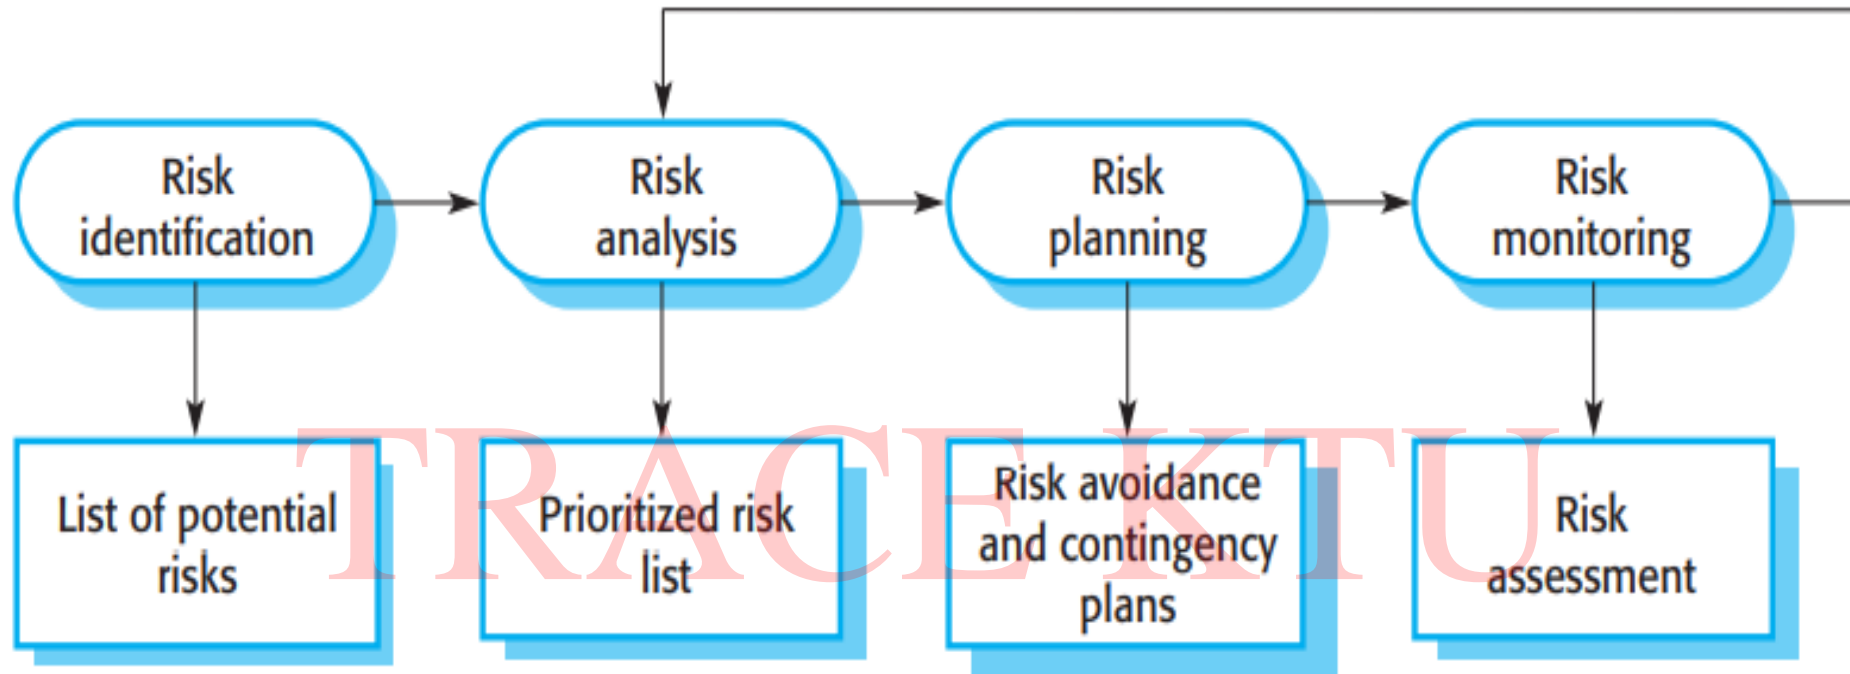 Risk
identification
Risk
analysis
Risk
planning
Risk
monitoring
List of potential
risks
Prioritized risk
list
Risk avoidance
and contingency
plans
Risk
assessment
TRACE KTU